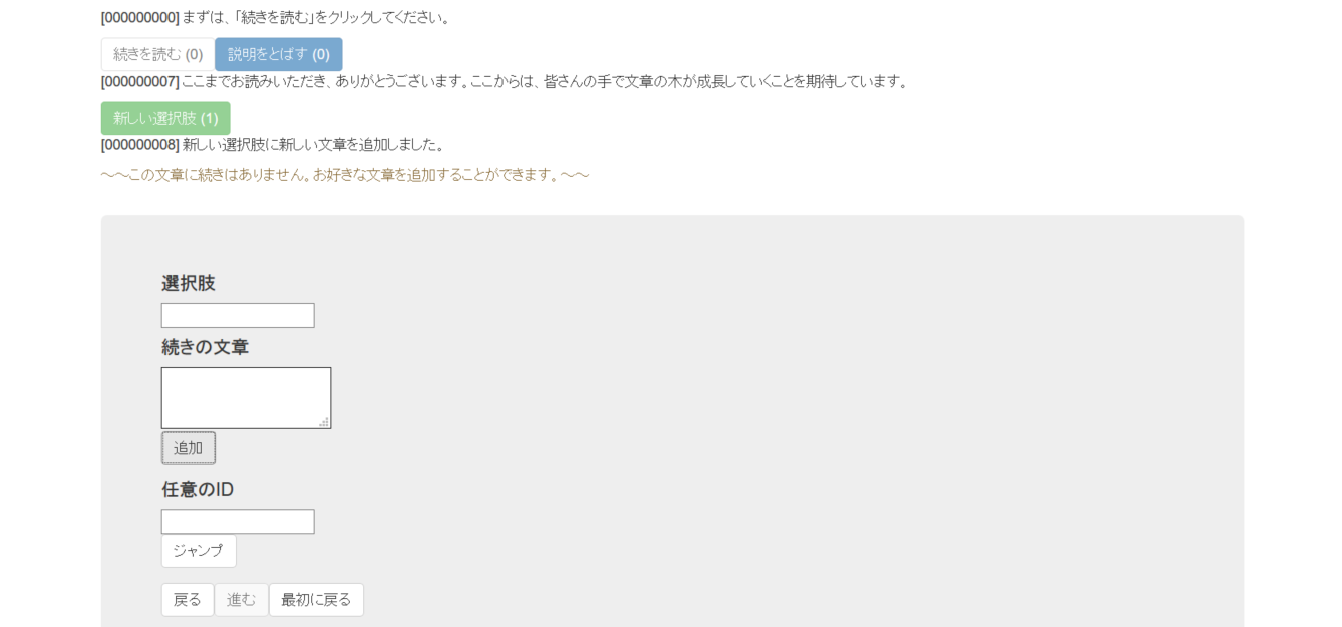 [000000000] まずは、「続きを読む」をクリックしてください。
続きを読む (0) 説明をとばす (0)
[000000007] ここまでお読みいただき、ありがとうございます。ここからは、皆さんの手で文章の木が成長していくことを期待しています。
新しい選択肢 (1)
[000000008] 新しい選択肢に新しい文章を追加しました。
～～この文章に続きはありません。お好きな文章を追加することができます。～～
選択肢
続きの文章
追加
任意のID
ジャンプ
戻る 進む 最初に戻る